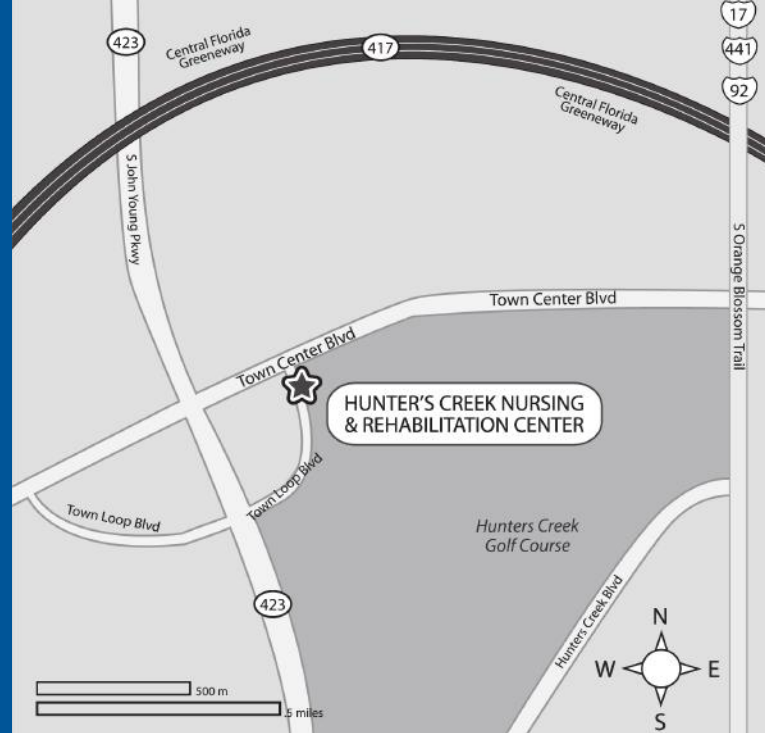 17
423
Central Florida
Greeneway
417
441
92
Central Florida
Greeneway
S John Young Pkwy
S Orange Blossom Trail
Town Center Blvd
Town Center Blvd
HUNTER'S CREEK NURSING
& REHABILITATION CENTER
Town Loop Blvd
Town Loop Blvd
Hunters Creek
Golf Course
423
Hunters Creek Blvd
N
W
E
S
500 m
.5 miles